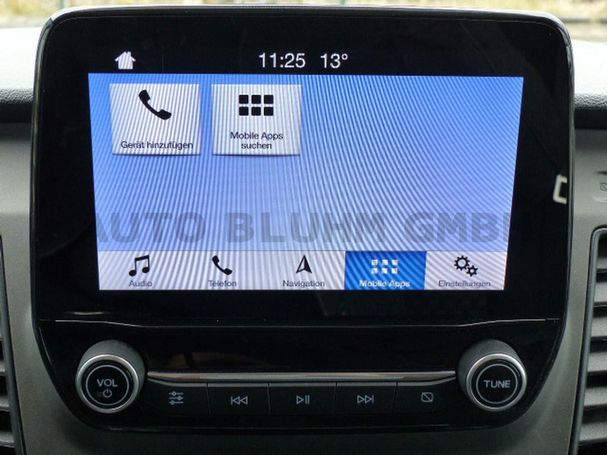 11:25 13°
Gerät hinzufügen
Mobile Apps
suchen
AUTO BLUHM GMBH
Audio
Telefon
Navigation
Mobile Apps
Einstellungen
VOL
TUNE